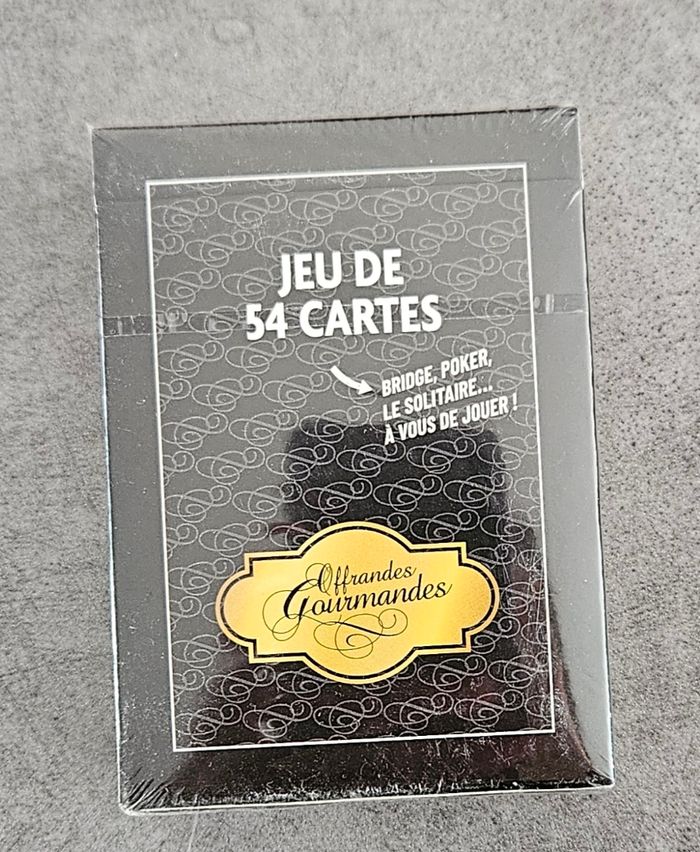 JEU DE
54 CARTES
BRIDGE, POKER,
LE SOLITAIRE...
À VOUS DE JOUER !
Offrandes
Gourmandes